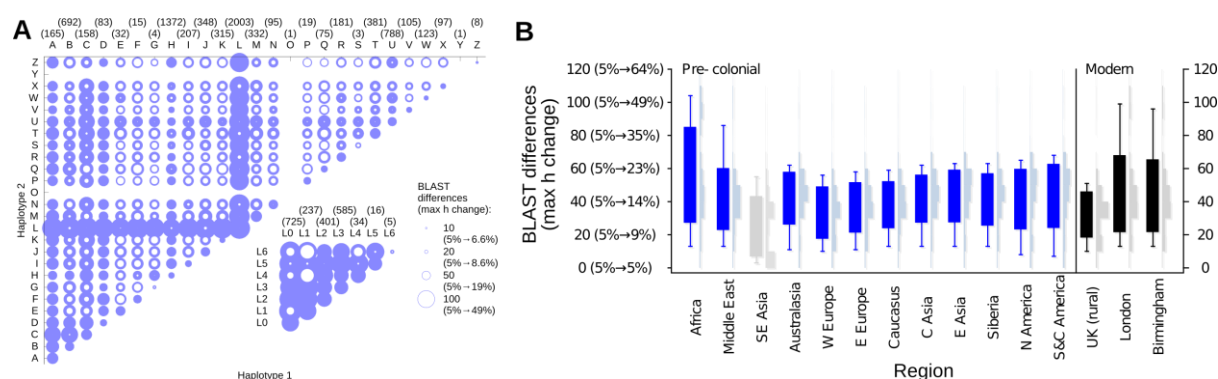 A
(692) (83) (15) (1372) (348) (2003) (95) (19) (181) (381) (105) (97)
(165) (158) (32) (4) (207) (315) (332) (1) (75) (3) (788) (123) (1) (8)
A B C D E F G H I J K L M N O P Q R S T U V W X Y Z
Z
Y
X
W
V
U
T
S
R
Q
P
O
N
M
L
K
J
I
H
G
F
E
D
C
B
A
Haplotype 2
Haplotype 1
(237) (585) (16)
(725) (401) (34) (5)
L0 L1 L2 L3 L4 L5 L6
L6
L5
L4
L3
L2
L1
L0
BLAST
differences
(max h change):
10
(5%→6.6%)
20
(5%→8.6%)
50
(5%→19%)
100
(5%→49%)
B
BLAST differences
(max h change)
120 (5%→64%)
100 (5%→49%)
80 (5%→35%)
60 (5%→23%)
40 (5%→14%)
20 (5%→9%)
0 (5%→5%)
Pre-colonial
Modern
120
100
80
60
40
20
0
Africa
Middle East
SE Asia
Australasia
W Europe
E Europe
Caucasus
C Asia
E Asia
Siberia
N America
S&C America
UK (rural)
London
Birmingham
Region